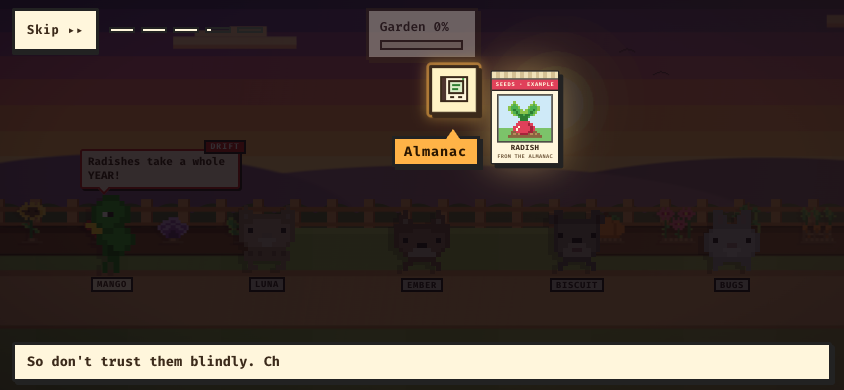 Skip ▸▸
Garden 0%
SEEDS · EXAMPLE
RADISH
FROM THE ALMANAC
Almanac
DRIFT
Radishes take a whole
YEAR!
MANGO
LUNA
EMBER
BISCUIT
BUGS
So don't trust them blindly. Ch